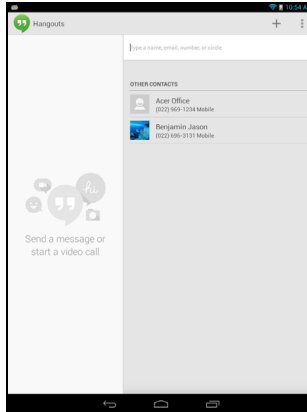 10:54 A
Hangouts
Type a name, email, number, or circle
OTHER CONTACTS
Acer Office
(022) 969-1234 Mobile
Benjamin Jason
(022) 696-3131 Mobile
hi
Send a message or
start a video call